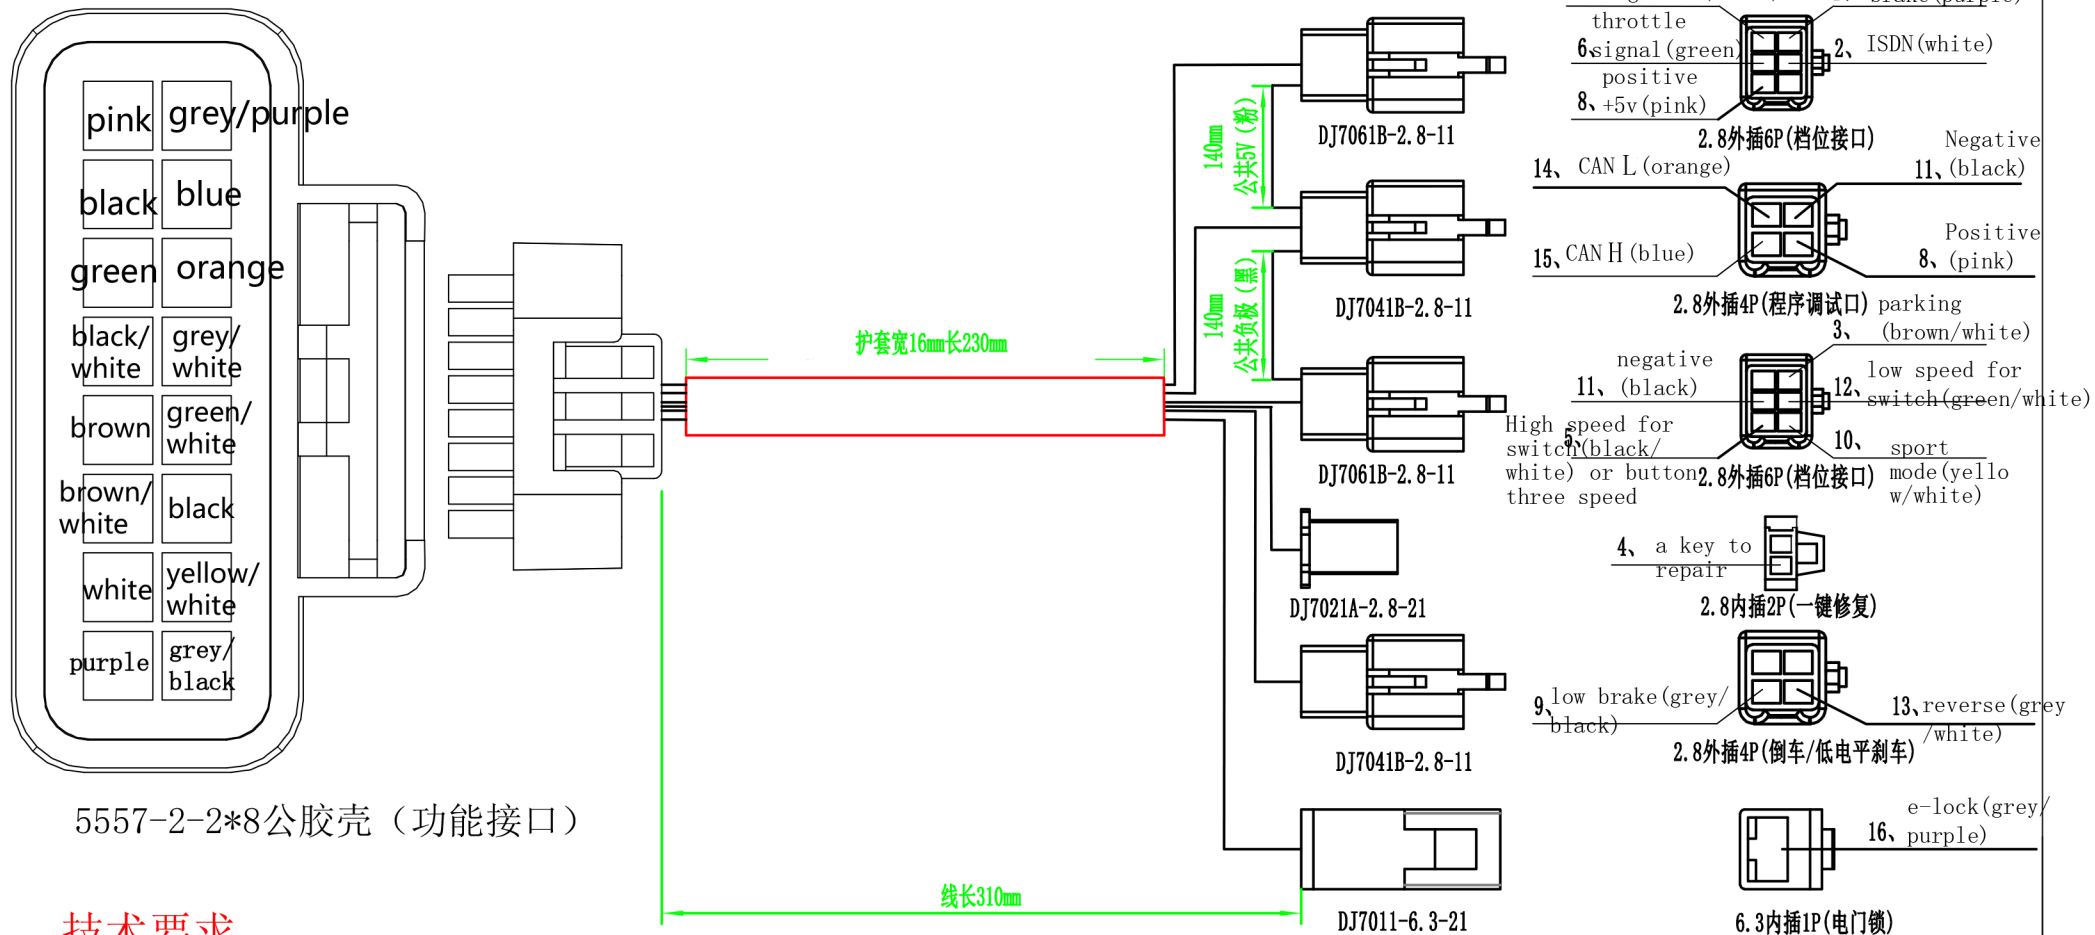 pink
grey/purple
black
blue
green
orange
black/
white
grey/
white
brown
green/
white
brown/
white
black
white
yellow/
white
purple
grey/
black
5557-2-2*8公胶壳（功能接口）
技术要求
护套宽16mm长230mm
线长310mm
140mm
公共5V（粉）
140mm
公共负极（黑）
DJ7061B-2.8-11
DJ7041B-2.8-11
DJ7061B-2.8-11
DJ7021A-2.8-21
DJ7041B-2.8-11
DJ7011-6.3-21
throttle
6、signal(green)
positive
8、+5v(pink)
2、ISDN(white)
2.8外插6P(档位接口)
14、CAN L(orange)
Negative
11、(black)
15、CAN H(blue)
Positive
8、(pink)
2.8外插4P(程序调试口)
parking
3、(brown/white)
negative
11、(black)
low speed for
12、switch(green/white)
High speed for
5、switch(black/
white) or button
three speed
10、sport
mode(yello
w/white)
2.8外插6P(档位接口)
4、a key to
repair
2.8内插2P(一键修复)
9、low brake(grey/
black)
13、reverse(grey
/white)
2.8外插4P(倒车/低电平刹车)
e-lock(grey/
16、purple)
6.3内插1P(电门锁)